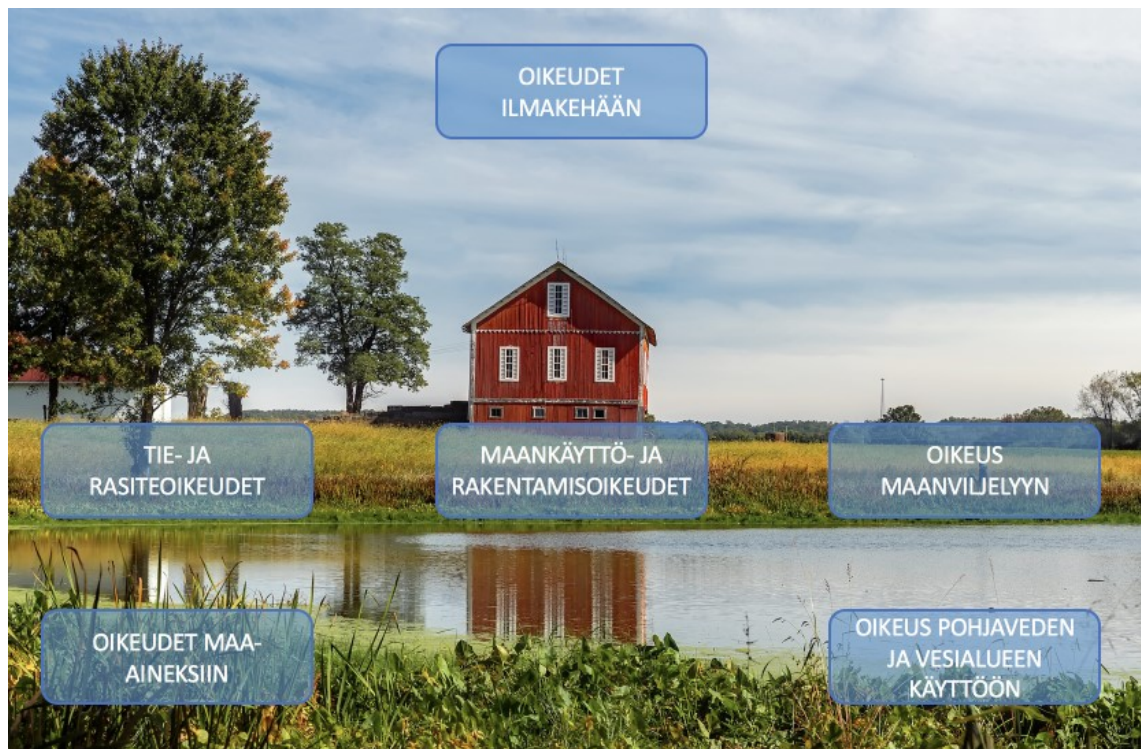 OIKEUDET
ILMAKEHÄÄN
TIE- JA
RASITEOIKEUDET
MAANKÄYTTÖ- JA
RAKENTAMISOIKEUDET
OIKEUS
MAANVILJELYYN
OIKEUDET MAA-
AINEKSIIN
OIKEUS POHJAVEDEN
JA VESIALUEEN
KÄYTTÖÖN